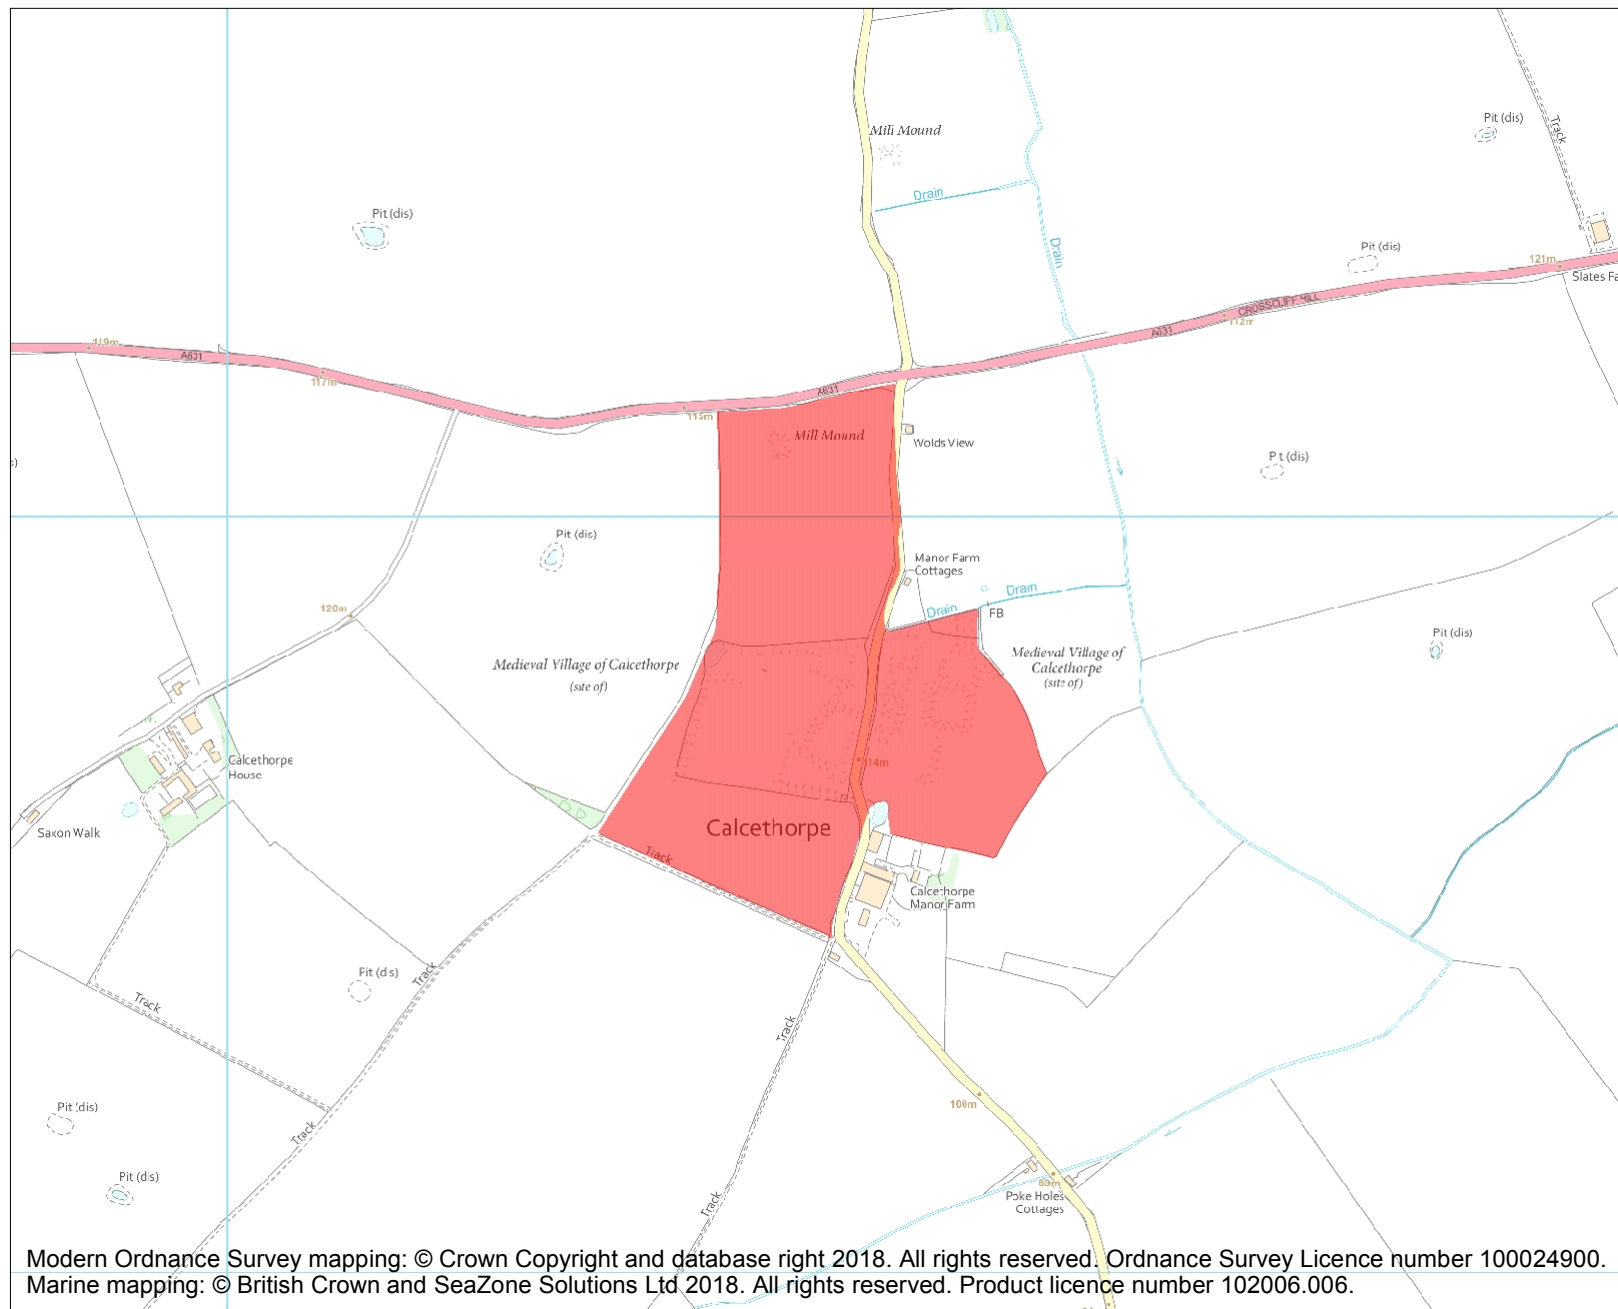 Mill Mound
Pit (dis)
Track
Drain
Pit (dis)
Drain
Pit (dis)
121m
Slates Fa
CROSSCLIFF HILL
112m
A631
119m
A631
117m
A631
115m
Mill Mound
Wolds View
Pit (dis)
Pit (dis)
Manor Farm
Cottages
Drain
Drain
FB
120m
Pit (dis)
Medieval Village of Calcethorpe
(site of)
Medieval Village of
Calcethorpe
(site of)
Calcethorpe
House
114m
Saxon Walk
Calcethorpe
Track
Calcethorpe
Manor Farm
Pit (dis)
Track
Track
Track
100m
Pit (dis)
Track
Pit (dis)
Track
89m
Poke Holes
Cottages
Modern Ordnance Survey mapping: © Crown Copyright and database right 2018. All rights reserved. Ordnance Survey Licence number 100024900.
Marine mapping: © British Crown and SeaZone Solutions Ltd 2018. All rights reserved. Product licence number 102006.006.